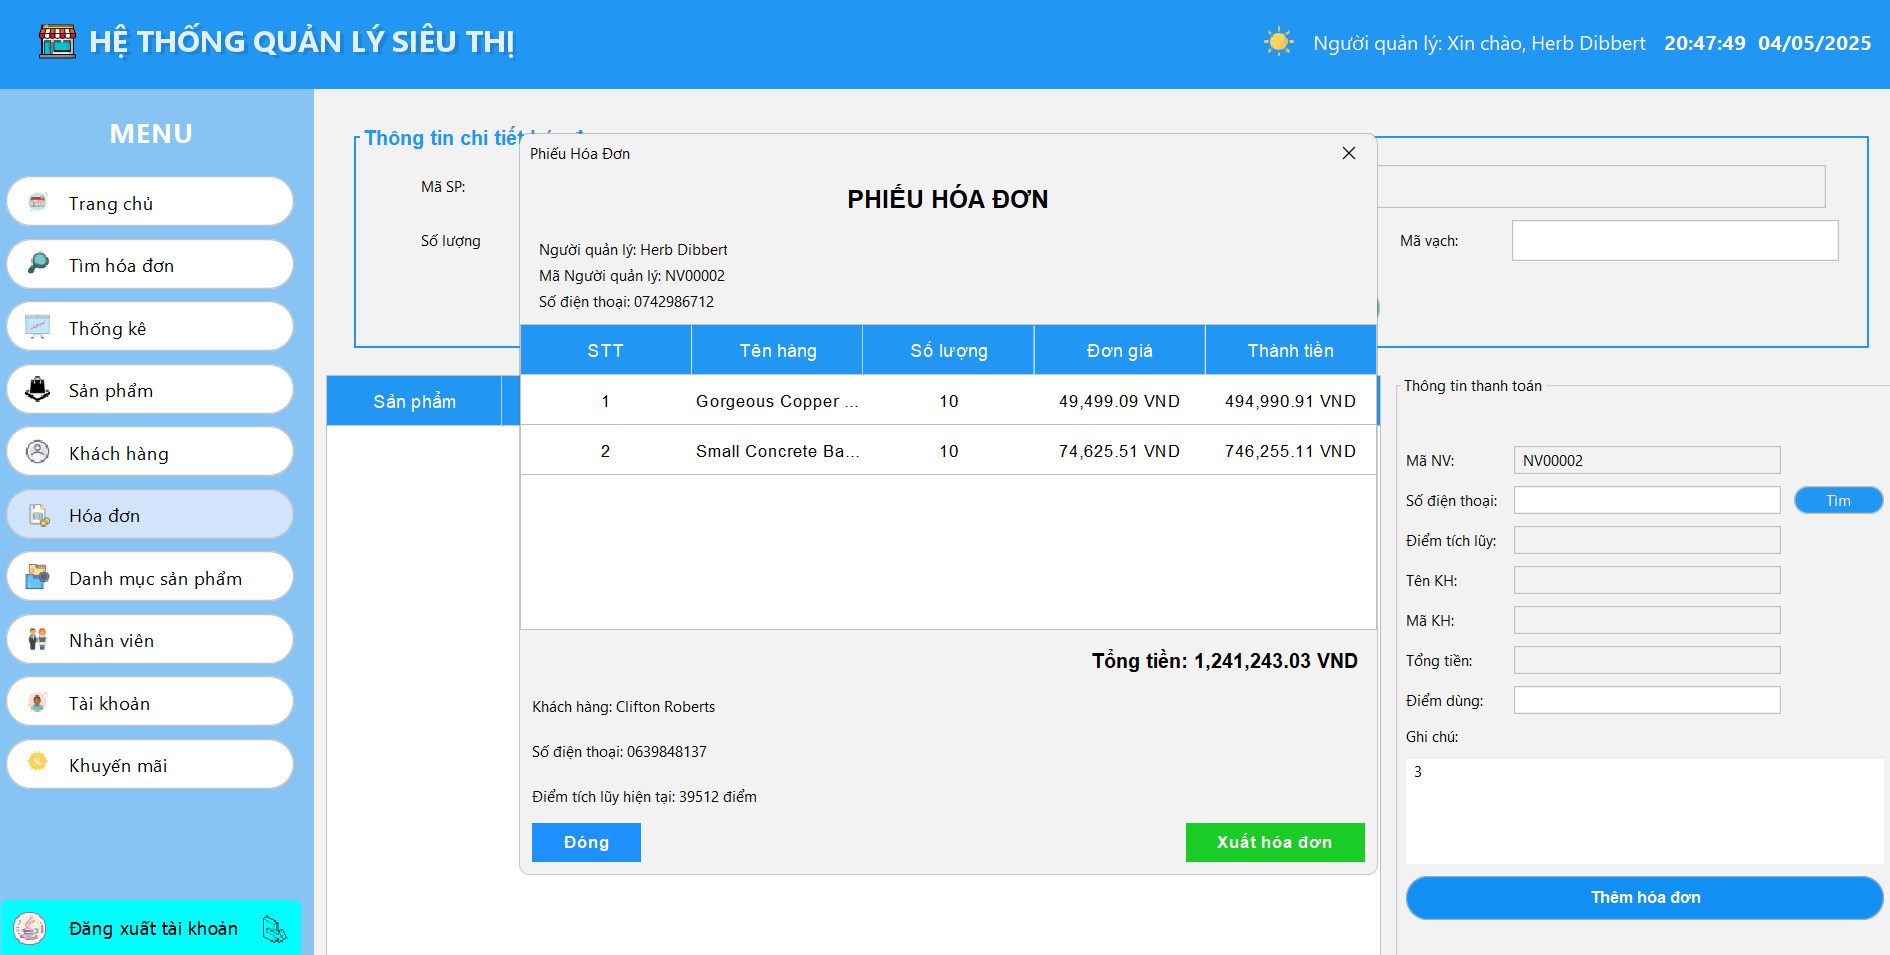 HỆ THỐNG QUẢN LÝ SIÊU THỊ
Người quản lý: Xin chào, Herb Dibbert 20:47:49 04/05/2025
MENU
Trang chủ
Tìm hóa đơn
Thống kê
Sản phẩm
Khách hàng
Hóa đơn
Danh mục sản phẩm
Nhân viên
Tài khoản
Khuyến mãi
Đăng xuất tài khoản
Thông tin chi tiết
Mã SP:
Số lượng
Mã vạch:
Sản phẩm
Phiếu Hóa Đơn
PHIẾU HÓA ĐƠN
Người quản lý: Herb Dibbert
Mã Người quản lý: NV00002
Số điện thoại: 0742986712
STT Tên hàng Số lượng Đơn giá Thành tiền
1 Gorgeous Copper ... 10 49,499.09 VND 494,990.91 VND
2 Small Concrete Ba... 10 74,625.51 VND 746,255.11 VND
Tổng tiền: 1,241,243.03 VND
Khách hàng: Clifton Roberts
Số điện thoại: 0639848137
Điểm tích lũy hiện tại: 39512 điểm
Đóng
Xuất hóa đơn
Thông tin thanh toán
Mã NV: NV00002
Số điện thoại: Tìm
Điểm tích lũy:
Tên KH:
Mã KH:
Tổng tiền:
Điểm dùng:
Ghi chú:
3
Thêm hóa đơn